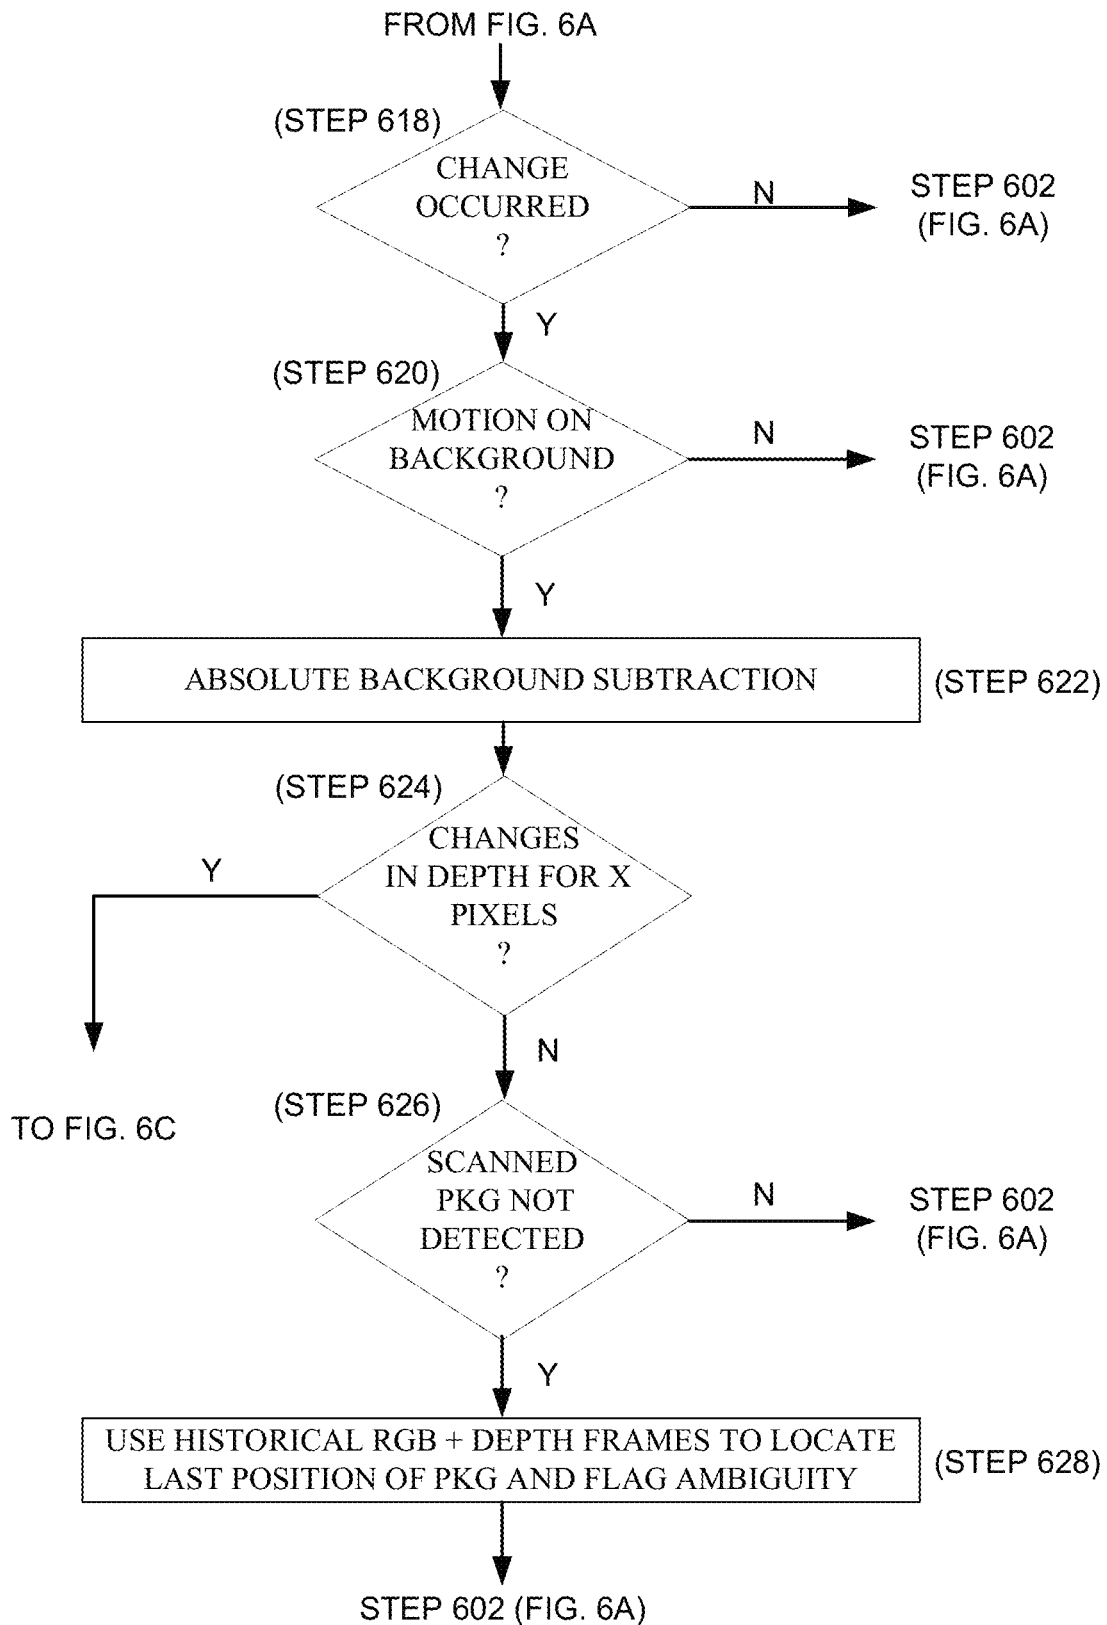 FROM FIG. 6A
(STEP 618)
CHANGE
OCCURRED
?
N
STEP 602
(FIG. 6A)
Y
(STEP 620)
MOTION ON
BACKGROUND
?
N
STEP 602
(FIG. 6A)
Y
ABSOLUTE BACKGROUND SUBTRACTION
(STEP 622)
(STEP 624)
CHANGES
IN DEPTH FOR X
PIXELS
?
Y
N
TO FIG. 6C
(STEP 626)
SCANNED
PKG NOT
DETECTED
?
N
STEP 602
(FIG. 6A)
Y
USE HISTORICAL RGB + DEPTH FRAMES TO LOCATE
LAST POSITION OF PKG AND FLAG AMBIGUITY
(STEP 628)
STEP 602 (FIG. 6A)